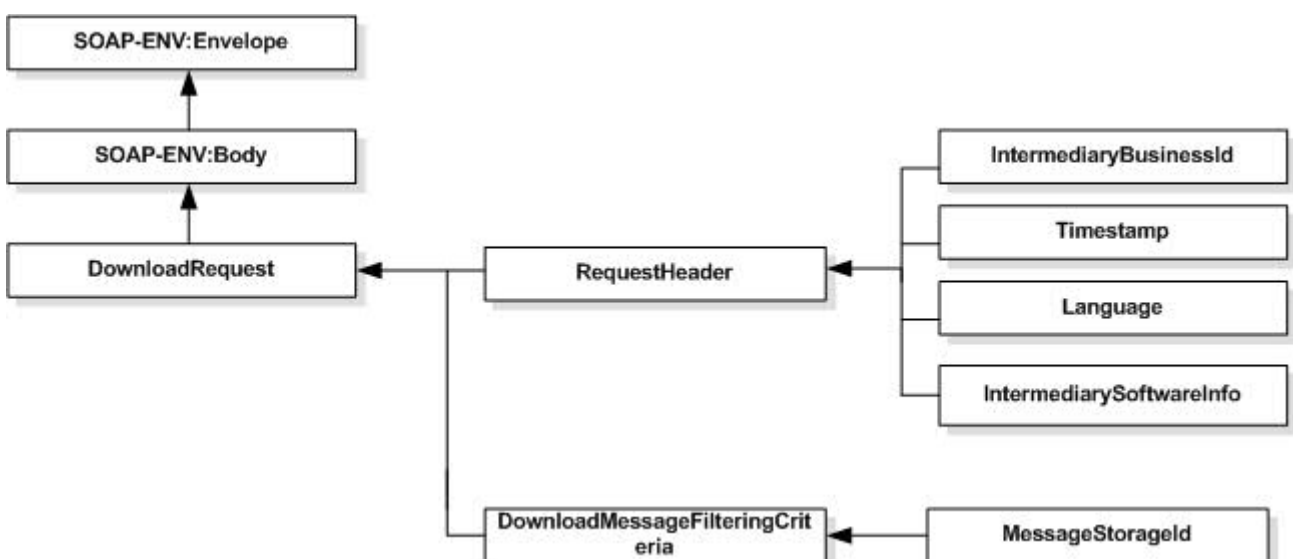 SOAP-ENV:Envelope
SOAP-ENV:Body
DownloadRequest
RequestHeader
IntermediaryBusinessId
Timestamp
Language
IntermediarySoftwareInfo
DownloadMessageFilteringCrit
eria
MessageStorageId